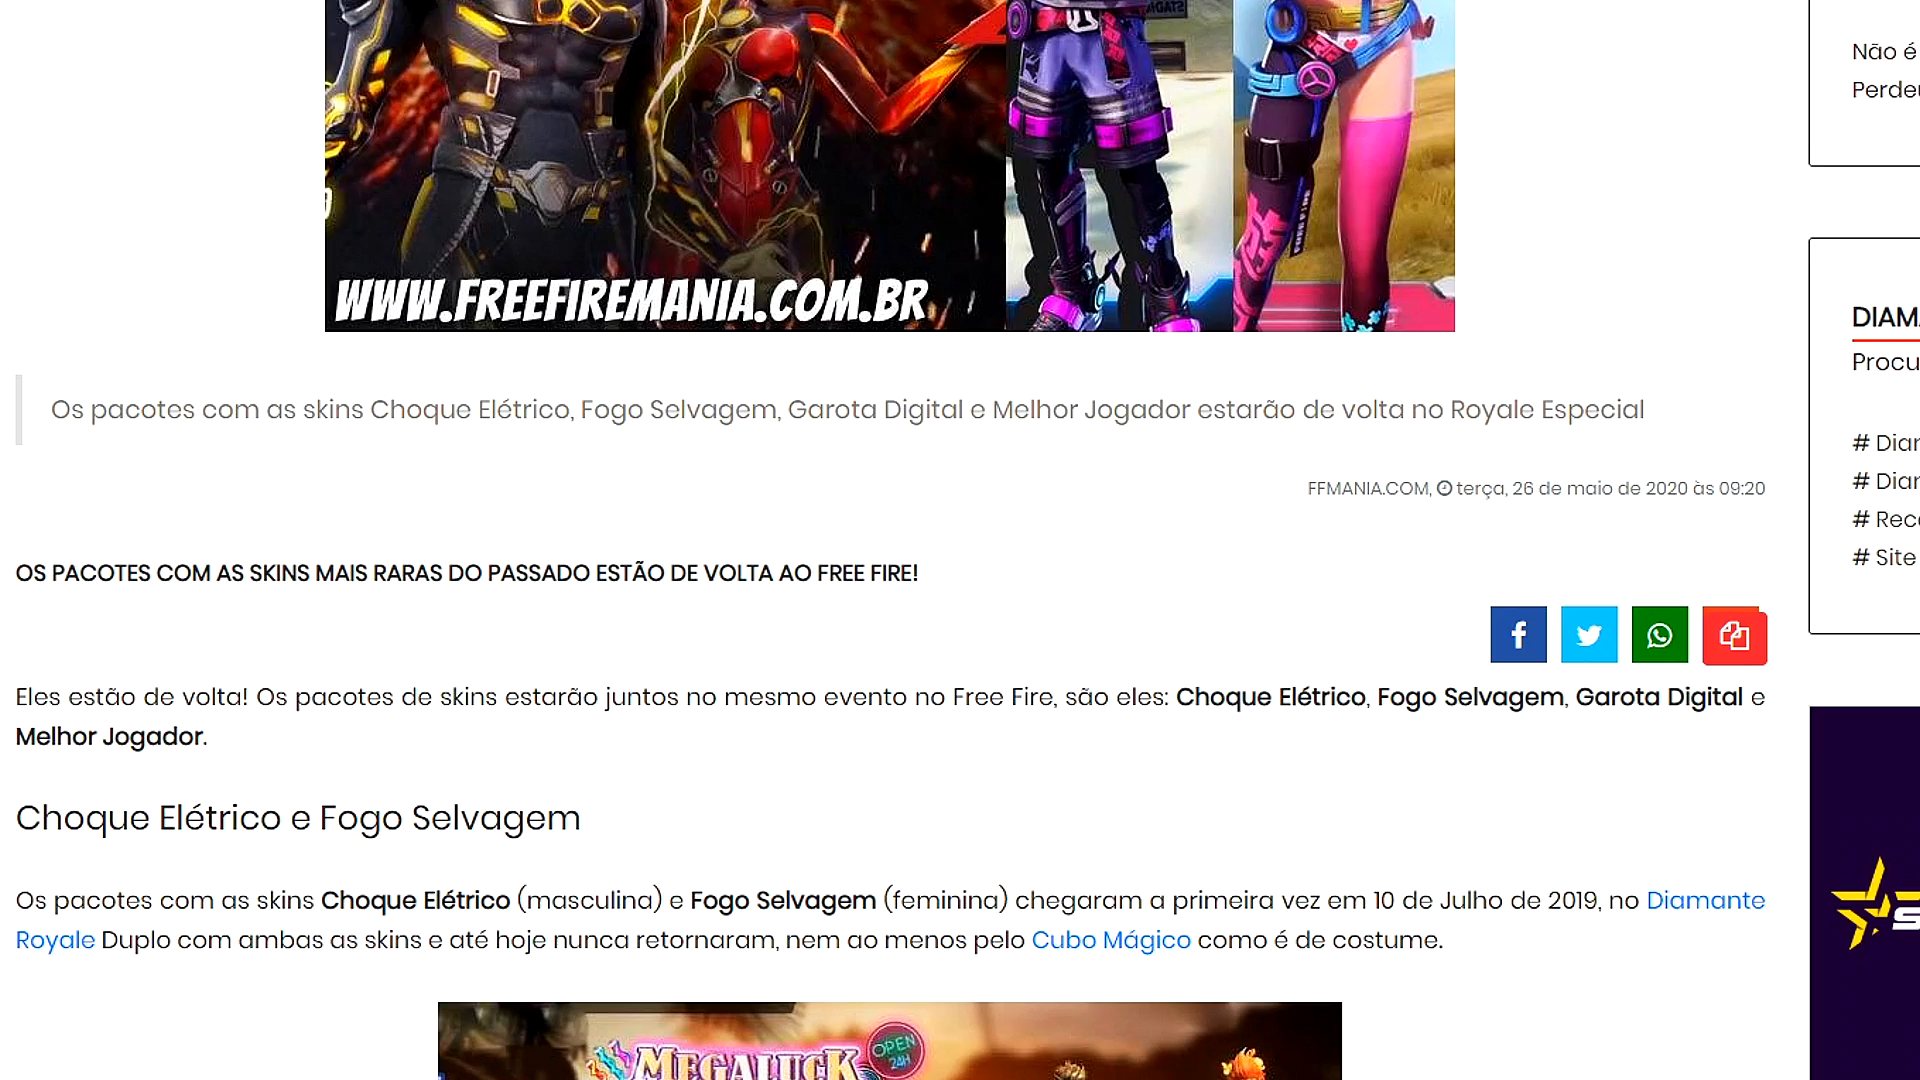 WWW.FREEFIREMANIA.COM.BR
Não é
Os pacotes com as skins Choque Elétrico, Fogo Selvagem, Garota Digital e Melhor Jogador estarão de volta no Royale Especial
FFMANIA.COM, terça, 26 de maio de 2020 às 09:20
OS PACOTES COM AS SKINS MAIS RARAS DO PASSADO ESTÃO DE VOLTA AO FREE FIRE!
Eles estão de volta! Os pacotes de skins estarão juntos no mesmo evento no Free Fire, são eles: Choque Elétrico, Fogo Selvagem, Garota Digital e
Melhor Jogador.
Choque Elétrico e Fogo Selvagem
Os pacotes com as skins Choque Elétrico (masculina) e Fogo Selvagem (feminina) chegaram a primeira vez em 10 de Julho de 2019, no Diamante
Royale Duplo com ambas as skins e até hoje nunca retornaram, nem ao menos pelo Cubo Mágico como é de costume.
MEGALUCK
OPEN
24H
# Site